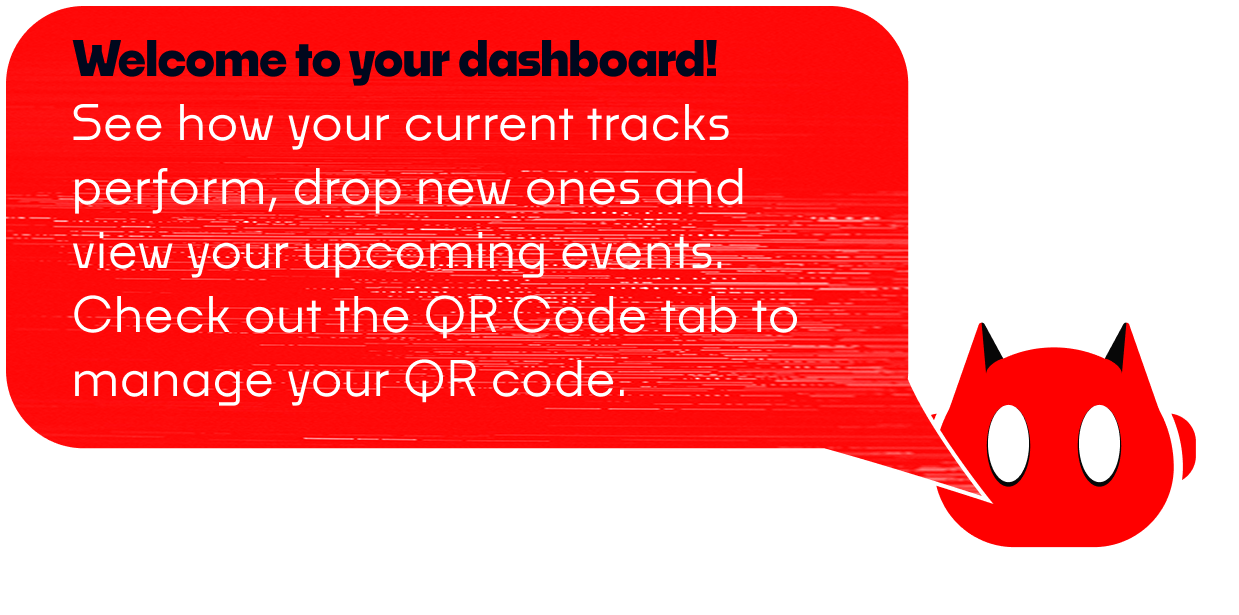 Welcome to your dashboard!
See how your current tracks
perform, drop new ones and
view your upcoming events.
Check out the QR Code tab to
manage your QR code.